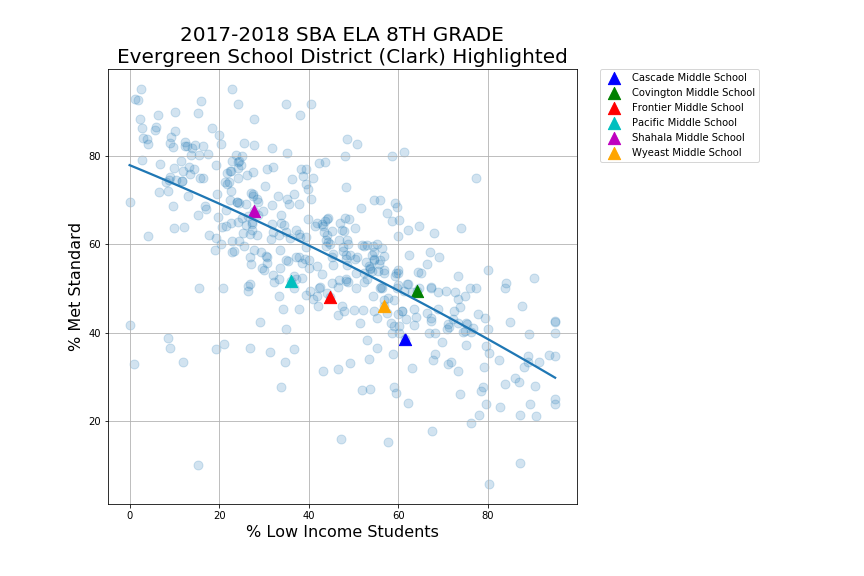 2017-2018 SBA ELA 8TH GRADE
Evergreen School District (Clark) Highlighted
Cascade Middle School
Covington Middle School
Frontier Middle School
Pacific Middle School
Shahala Middle School
Wyeast Middle School
% Met Standard
80
60
40
20
0 20 40 60 80
% Low Income Students